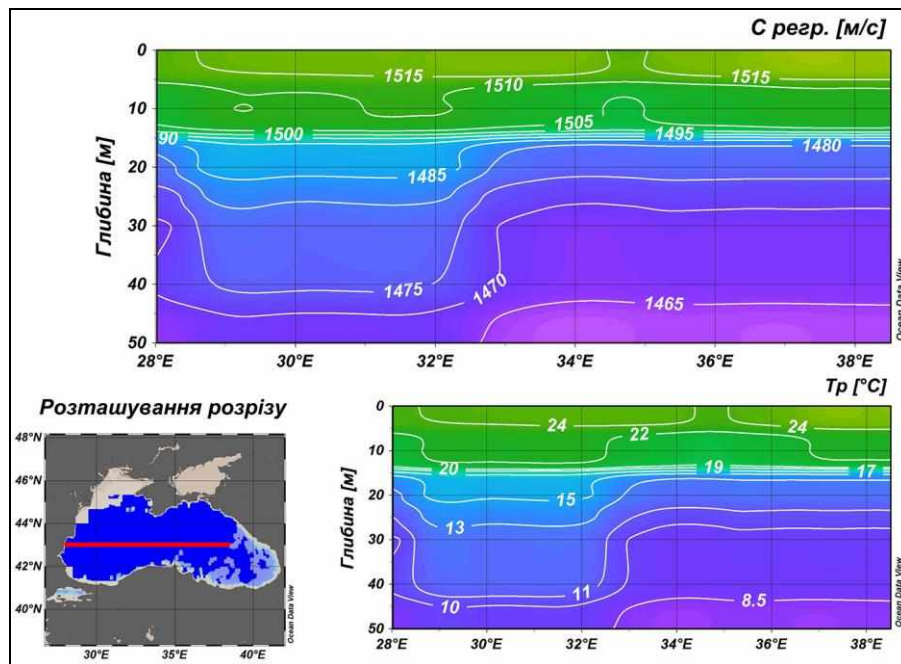 С регр. [м/с]
0
10
20
30
40
50
Глибина [м]
1515
1510
1515
1505
90
1500
1495
1480
1485
1475
1470
1465
28°E
30°E
32°E
34°E
36°E
38°E
Ocean Data View
Розташування розрізу
48°N
46°N
44°N
42°N
40°N
30°E
35°E
40°E
Ocean Data View
Тр [°C]
0
10
20
30
40
50
Глибина [м]
24
22
24
20
19
17
15
13
11
10
8.5
28°E
30°E
32°E
34°E
36°E
38°E
Ocean Data View